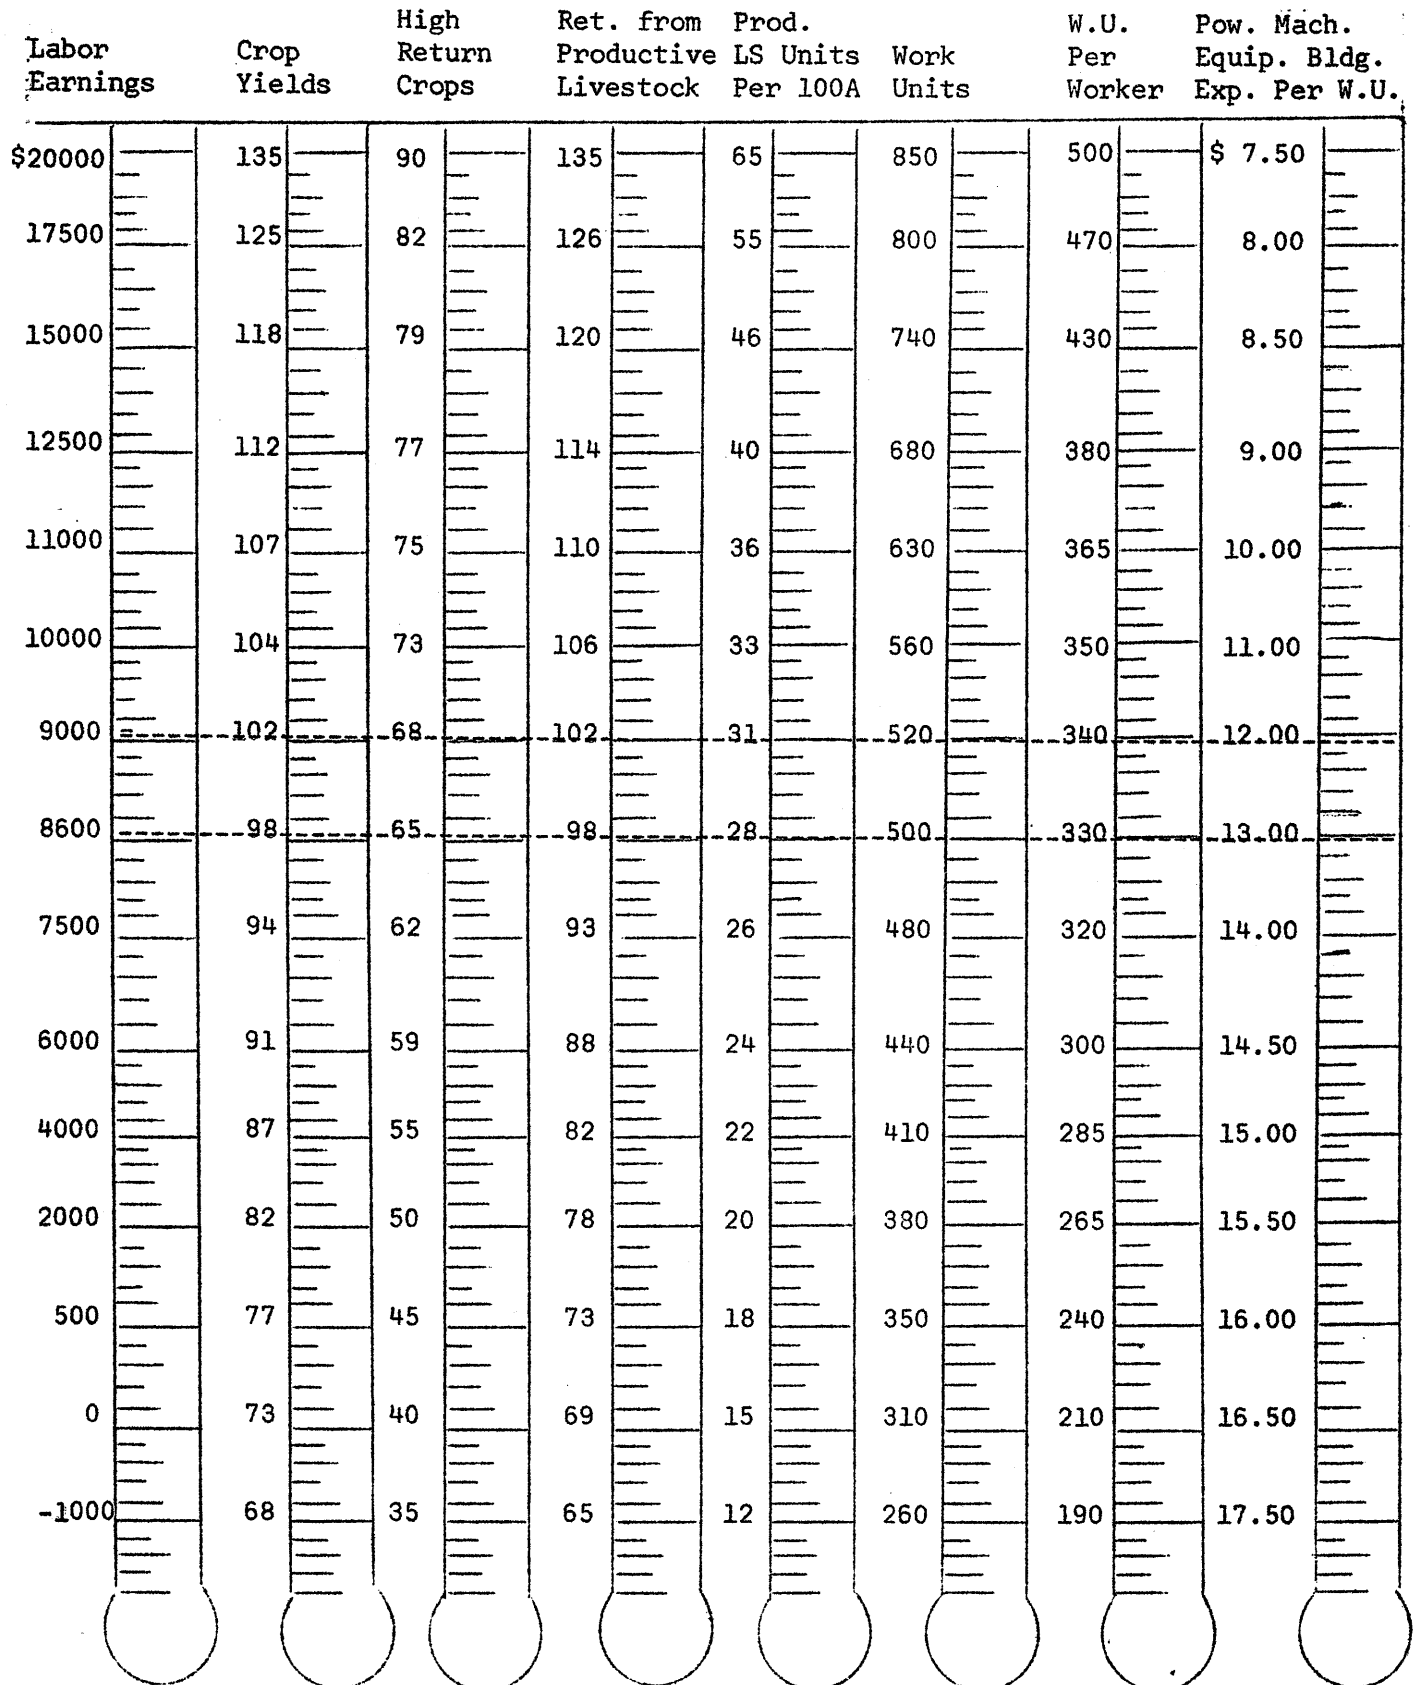 High Ret. from Prod. W.U. Pow. Mach.
Labor Crop Return Productive LS Units Work Per Equip. Bldg.
Earnings Yields Crops Livestock Per 100A Units Worker Exp. Per W.U.
$20000 135 90 135 65 850 500 $ 7.50
17500 125 82 126 55 800 470 8.00
15000 118 79 120 46 740 430 8.50
12500 112 77 114 40 680 380 9.00
11000 107 75 110 36 630 365 10.00
10000 104 73 106 33 560 350 11.00
9000 102 68 102 31 520 340 12.00
8600 98 65 98 28 500 330 13.00
7500 94 62 93 26 480 320 14.00
6000 91 59 88 24 440 300 14.50
4000 87 55 82 22 410 285 15.00
2000 82 50 78 20 380 265 15.50
500 77 45 73 18 350 240 16.00
0 73 40 69 15 310 210 16.50
-1000 68 35 65 12 260 190 17.50